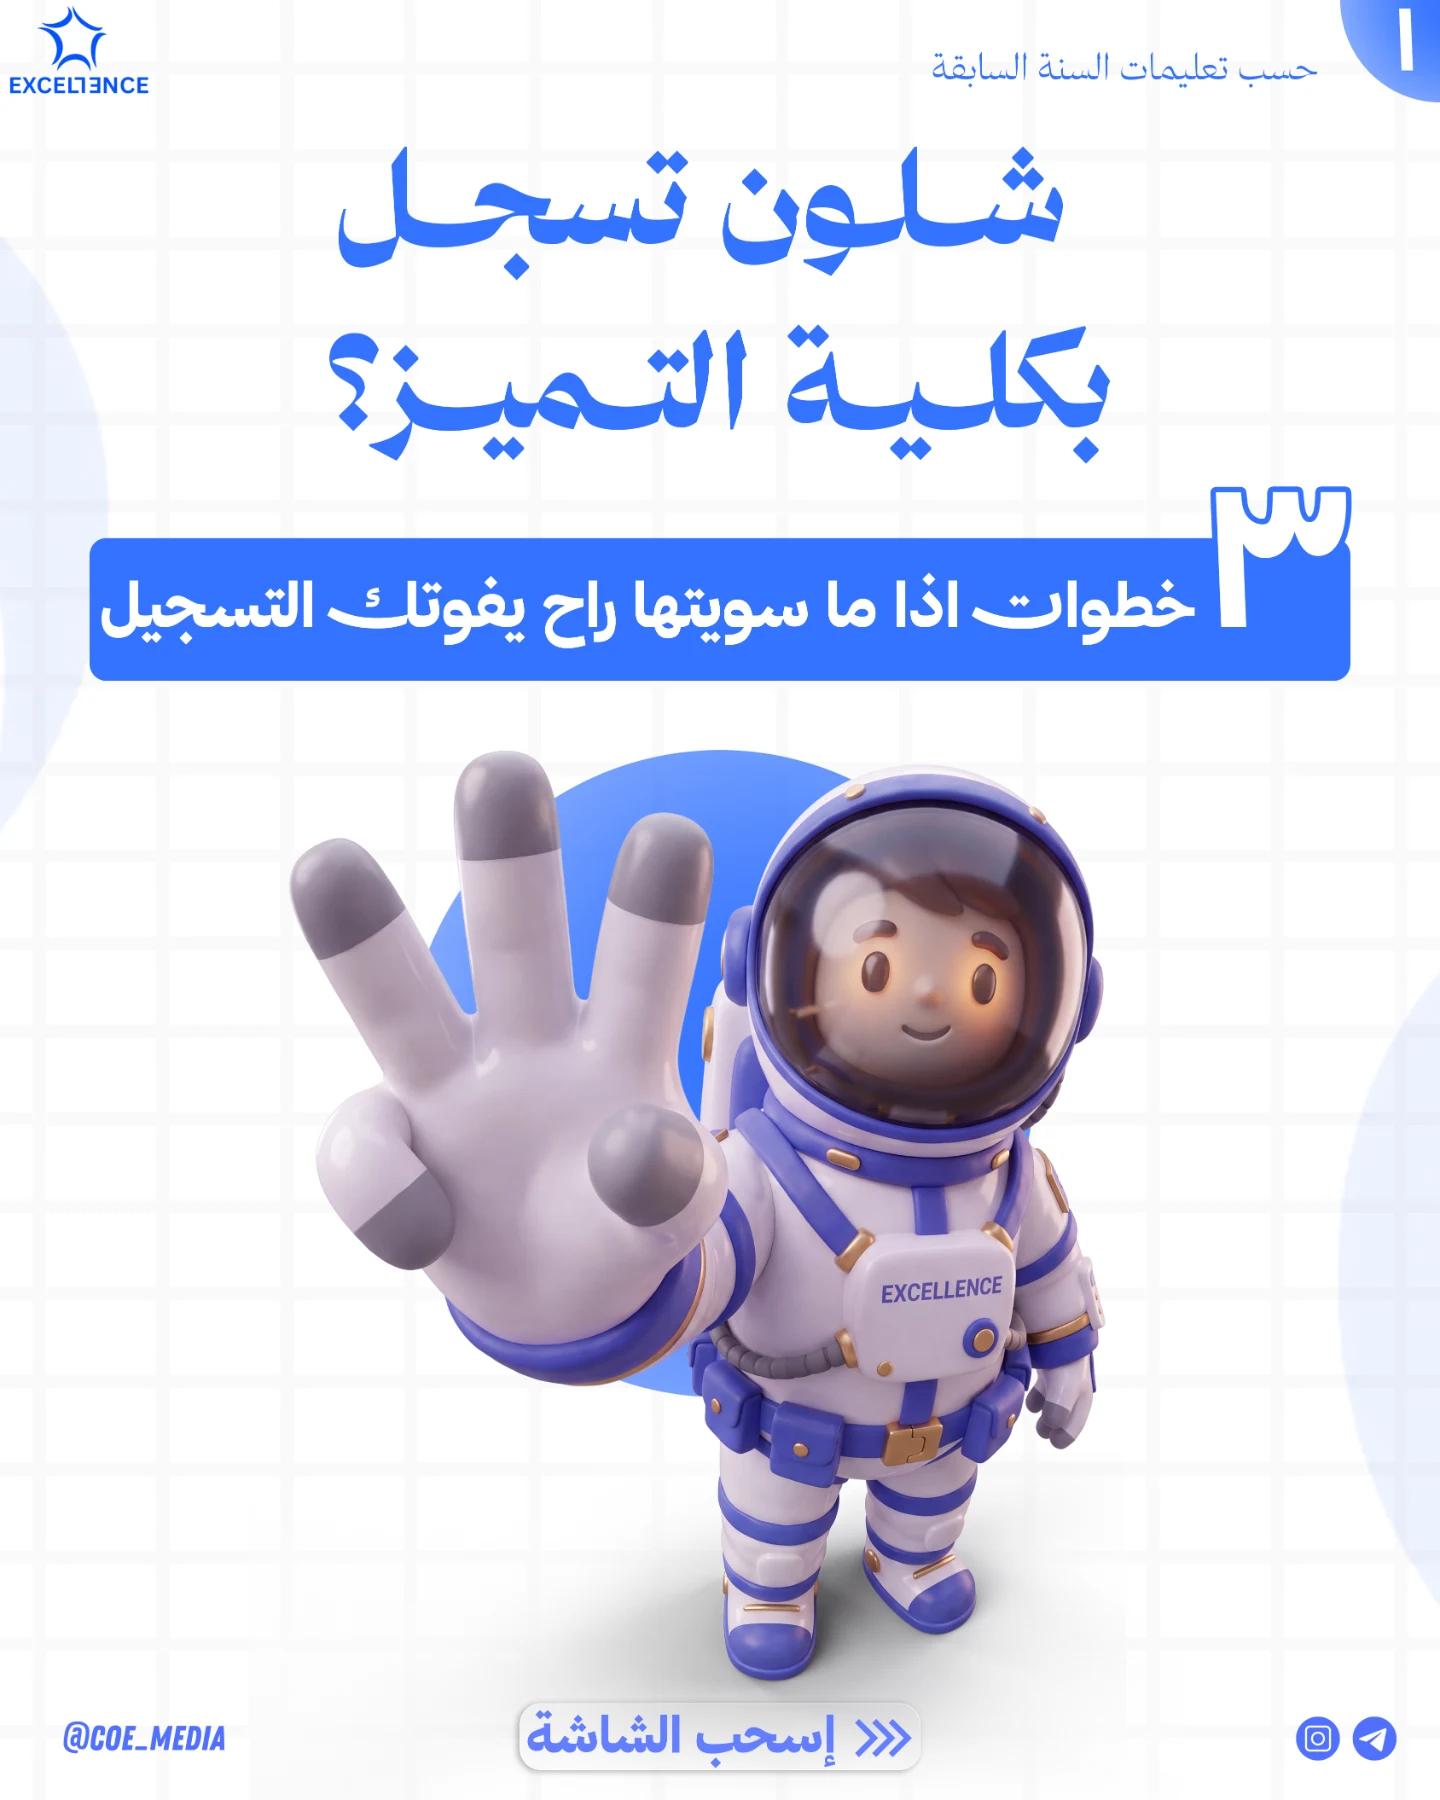 EXCELLENCE
١
حسب تعليمات السنة السابقة
شلون تسجل
بكلية التميز؟
٣ خطوات اذا ما سويتها راح يفوتك التسجيل
EXCELLENCE
إسحب الشاشة
@COE_MEDIA